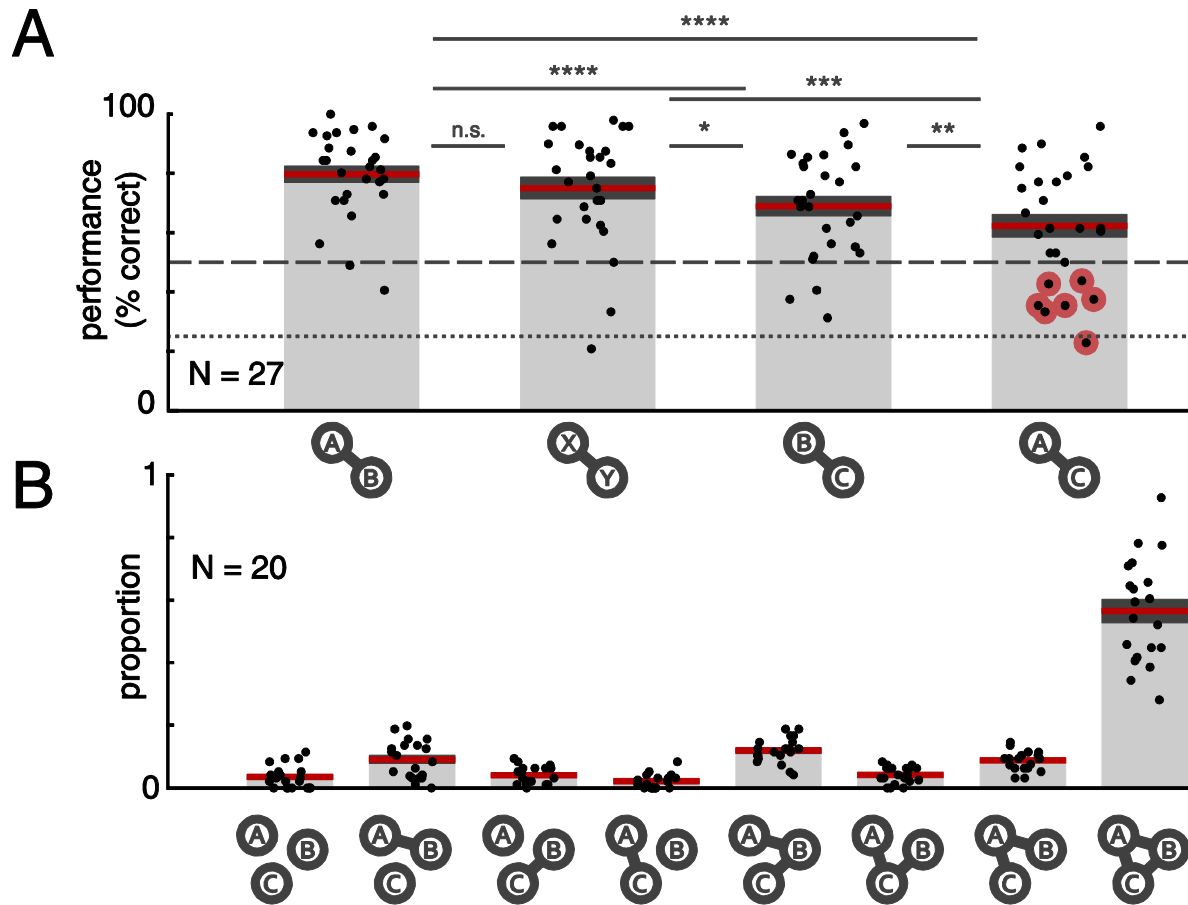 A
****
****
***
n.s.
*
**
100
performance
(% correct)
N = 27
0
A
B
X
Y
B
C
A
C
B
1
N = 20
proportion
0
A
B
C
A
B
C
A
B
C
A
B
C
A
B
C
A
B
C
A
B
C
A
B
C